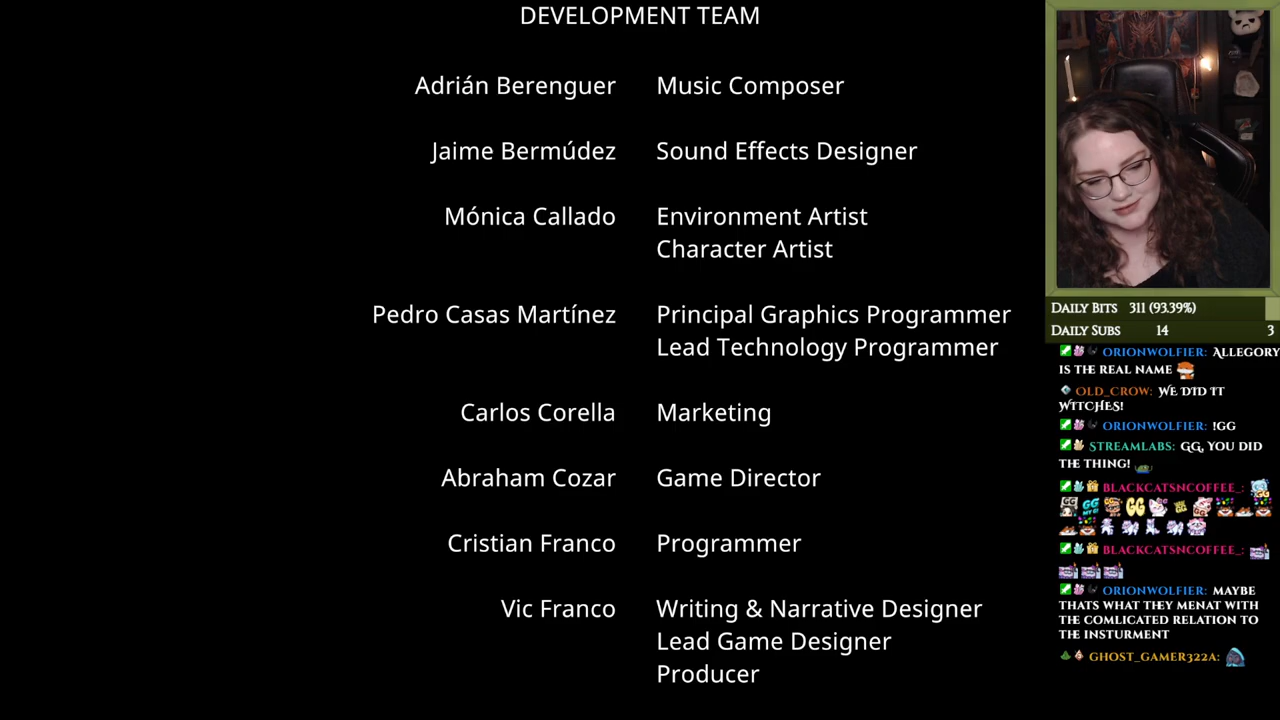 DEVELOPMENT TEAM
Adrián Berenguer Music Composer
Jaime Bermúdez Sound Effects Designer
Mónica Callado Environment Artist
Character Artist
Pedro Casas Martínez Principal Graphics Programmer
Lead Technology Programmer
Carlos Corella Marketing
Abraham Cozar Game Director
Cristian Franco Programmer
Vic Franco Writing & Narrative Designer
Lead Game Designer
Producer
DAILY BITS 311 (93.39%)
DAILY SUBS 14 3
ORIONWOLFIER: ALLEGORY
IS THE REAL NAME
OLD_CROW: WE DID IT
WITCHES!
ORIONWOLFIER: !GG
STREAMLABS: GG, YOU DID
THE THING!
BLACKCATSNCOFFEE_:
BLACKCATSNCOFFEE_:
ORIONWOLFIER: MAYBE
THATS WHAT THEY MENAT WITH
THE COMLICATED RELATION TO
THE INSTURMENT
GHOST_GAMER322A: